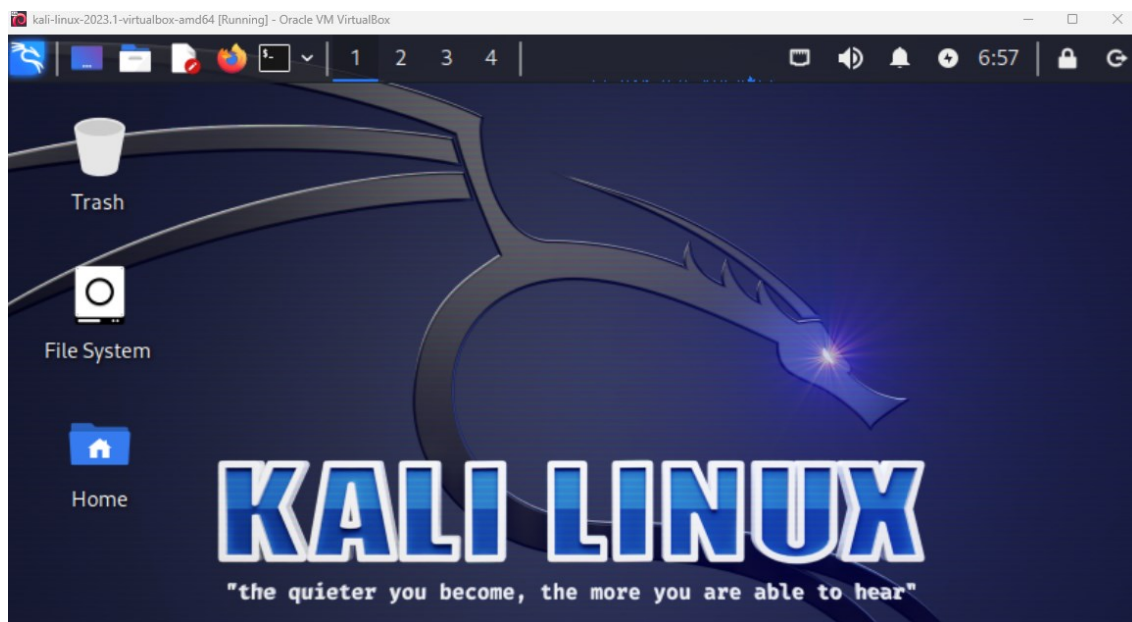 kali-linux-2023.1-virtualbox-amd64 [Running] - Oracle VM VirtualBox
1 2 3 4 6:57
Trash
File System
Home
KALI LINUX
"the quieter you become, the more you are able to hear"